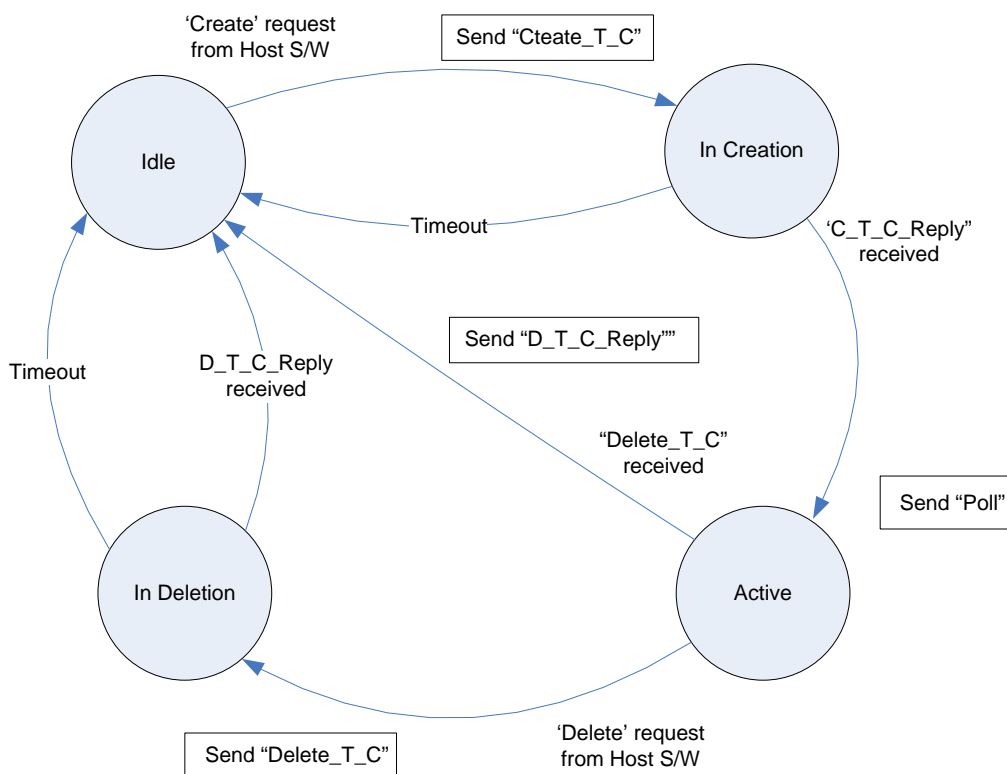 ‘Create’ request
from Host S/W
Send “Cteate_T_C”
Idle
In Creation
Timeout
‘C_T_C_Reply”
received
Send “D_T_C_Reply””
Timeout
D_T_C_Reply
received
“Delete_T_C”
received
Send “Poll”
In Deletion
Active
Send “Delete_T_C”
‘Delete’ request
from Host S/W